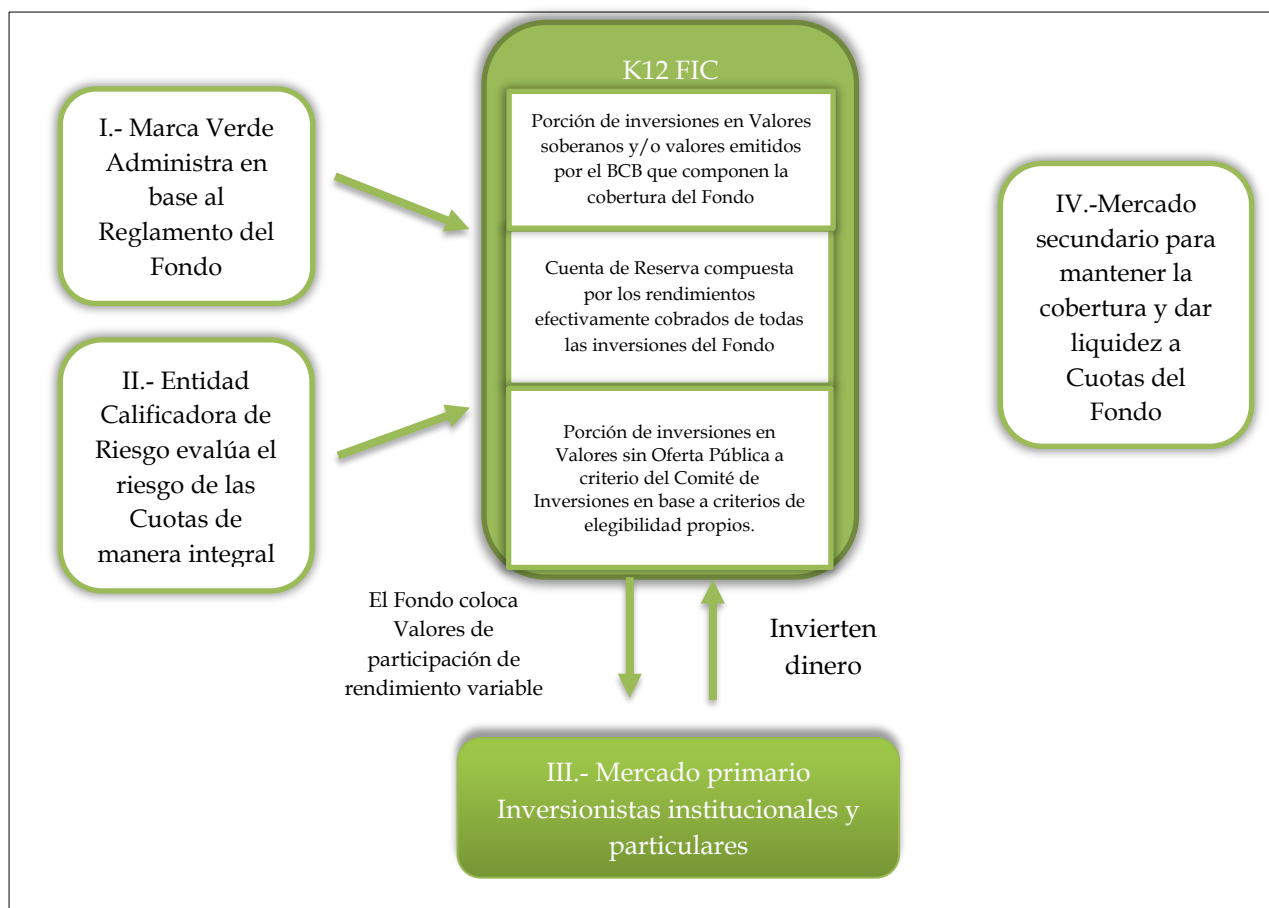 K12 FIC
Porción de inversiones en Valores
soberanos y/o valores emitidos
por el BCB que componen la
cobertura del Fondo
Cuenta de Reserva compuesta
por los rendimientos
efectivamente cobrados de todas
las inversiones del Fondo
Porción de inversiones en
Valores sin Oferta Pública a
criterio del Comité de
Inversiones en base a criterios de
elegibilidad propios.
I.- Marca Verde
Administra en
base al
Reglamento del
Fondo
II.- Entidad
Calificadora de
Riesgo evalúa el
riesgo de las
Cuotas de
manera integral
IV.-Mercado
secundario para
mantener la
cobertura y dar
liquidez a
Cuotas del
Fondo
El Fondo coloca
Valores de
participación de
rendimiento variable
Invierten
dinero
III.- Mercado primario
Inversionistas institucionales y
particulares